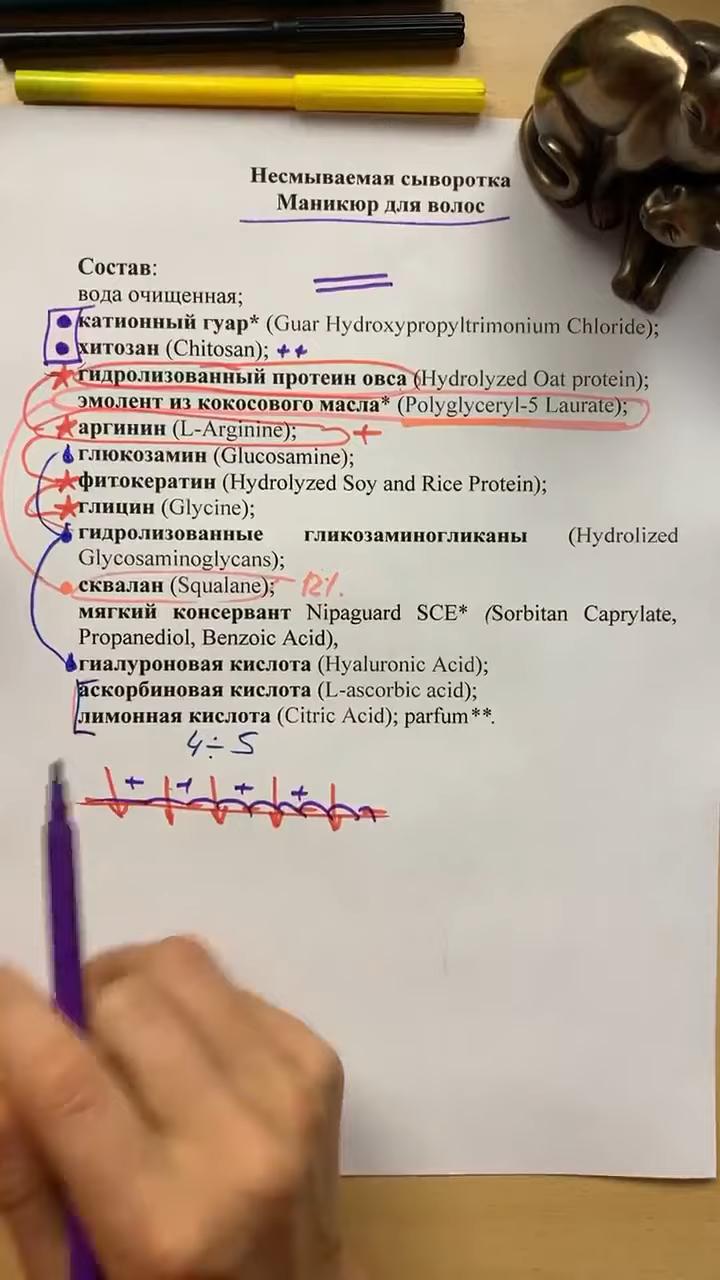 Несмываемая сыворотка
Маникюр для волос
Состав:
вода очищенная;
катионный гуар* (Guar Hydroxypropyltrimonium Chloride);
хитозан (Chitosan); ++
гидролизованный протеин овса (Hydrolyzed Oat protein);
эмолент из кокосового масла* (Polyglyceryl-5 Laurate);
аргинин (L-Arginine); +
глюкозамин (Glucosamine);
фитокератин (Hydrolyzed Soy and Rice Protein);
глицин (Glycine);
гидролизованные гликозаминогликаны (Hydrolized
Glycosaminoglycans);
сквалан (Squalane); 12%
мягкий консервант Nipaguard SCE* (Sorbitan Caprylate,
Propanediol, Benzoic Acid),
гиалуроновая кислота (Hyaluronic Acid);
аскорбиновая кислота (L-ascorbic acid);
лимонная кислота (Citric Acid); parfum**.
4÷5
+ + + +